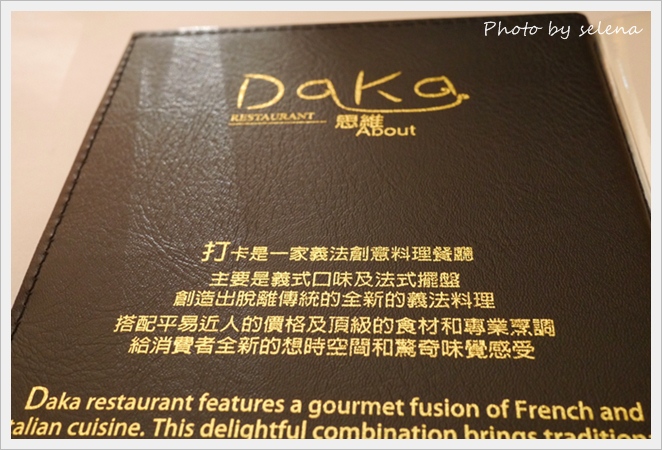 Photo by selena
Daka
RESTAURANT 思維
About
打卡是一家義法創意料理餐廳
主要是義式口味及法式擺盤
創造出脫離傳統的全新的義法料理
搭配平易近人的價格及頂級的食材和專業烹調
給消費者全新的想時空間和驚奇味覺感受
Daka restaurant features a gourmet fusion of French and
talian cuisine. This delightful combination brings tradition